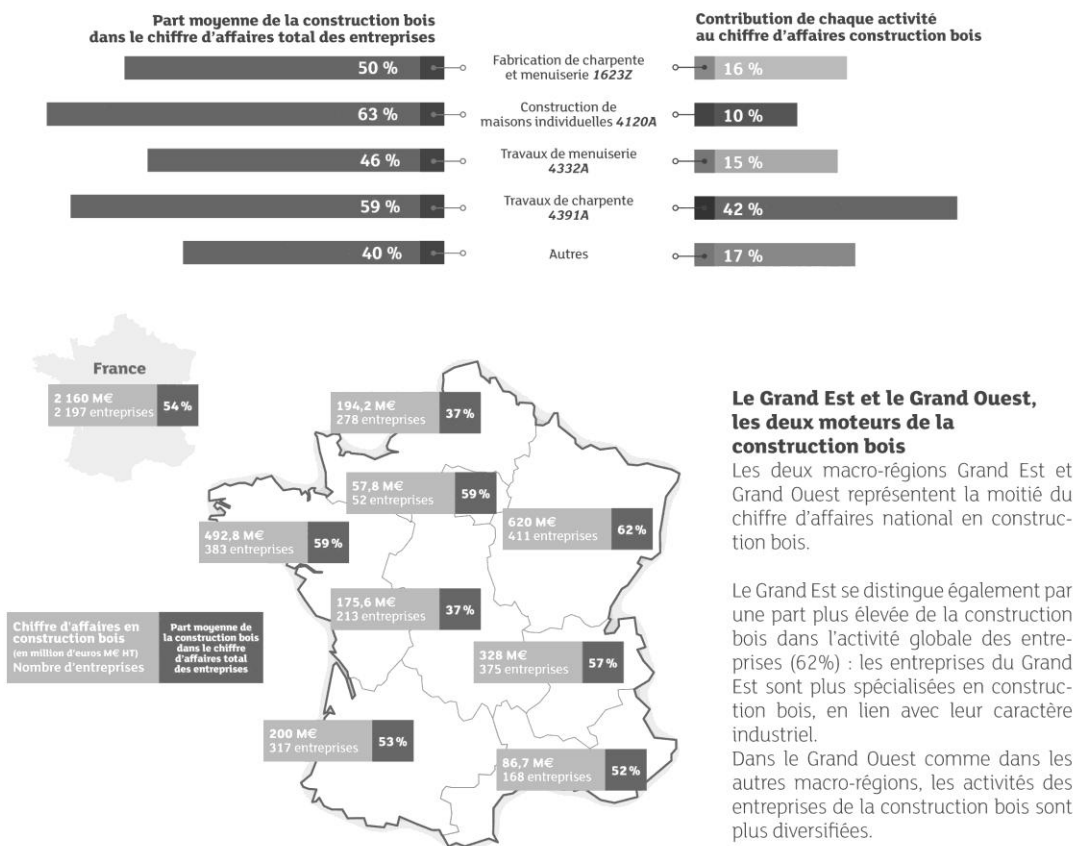 Part moyenne de la construction bois
dans le chiffre d'affaires total des entreprises
Contribution de chaque activité
au chiffre d'affaires construction bois
50 %
Fabrication de charpente
et menuiserie 1623Z
16 %
63 %
Construction de
maisons individuelles 4120A
10 %
46 %
Travaux de menuiserie
4332A
15 %
59 %
Travaux de charpente
4391A
42 %
40 %
Autres
17 %
France
2 160 M€
2 197 entreprises
54 %
194,2 M€
278 entreprises
37 %
57,8 M€
52 entreprises
59 %
620 M€
411 entreprises
62 %
492,8 M€
383 entreprises
59 %
175,6 M€
213 entreprises
37 %
328 M€
375 entreprises
57 %
200 M€
317 entreprises
53 %
86,7 M€
168 entreprises
52 %
Chiffre d'affaires en
construction bois
(en million d'euros M€ HT)
Nombre d'entreprises
Part moyenne de
la construction bois
dans le chiffre
d'affaires total
des entreprises
Le Grand Est et le Grand Ouest,
les deux moteurs de la
construction bois
Les deux macro-régions Grand Est et
Grand Ouest représentent la moitié du
chiffre d'affaires national en construc-
tion bois.
Le Grand Est se distingue également par
une part plus élevée de la construction
bois dans l'activité globale des entre-
prises (62%) : les entreprises du Grand
Est sont plus spécialisées en construc-
tion bois, en lien avec leur caractère
industriel.
Dans le Grand Ouest comme dans les
autres macro-régions, les activités des
entreprises de la construction bois sont
plus diversifiées.